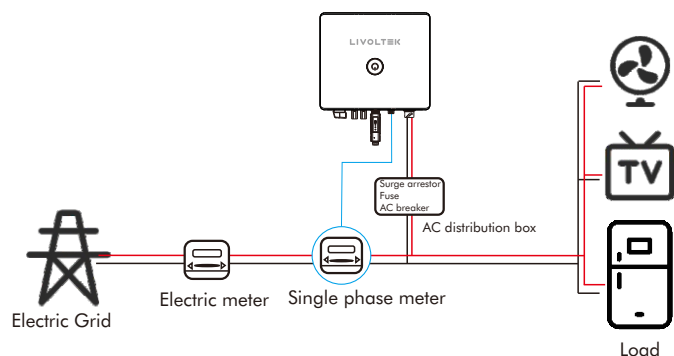 LIVOLTEK
TV
Surge arrestor
Fuse
AC breaker
AC distribution box
Electric meter
Single phase meter
Electric Grid
Load